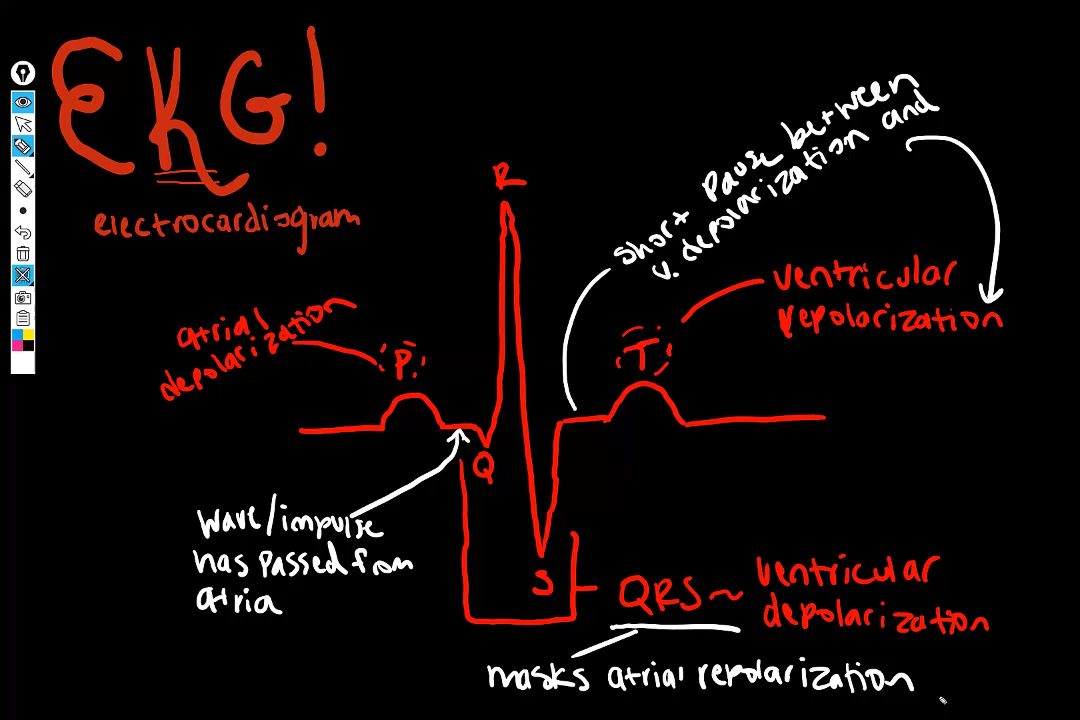 EKG!
electrocardiogram
short pause between
v. depolarization and
R
ventricular
repolarization
atrial
depolarization
P
T
Q
wave/impulse
has passed from
atria
S
QRS ~ ventricular
depolarization
masks atrial repolarization